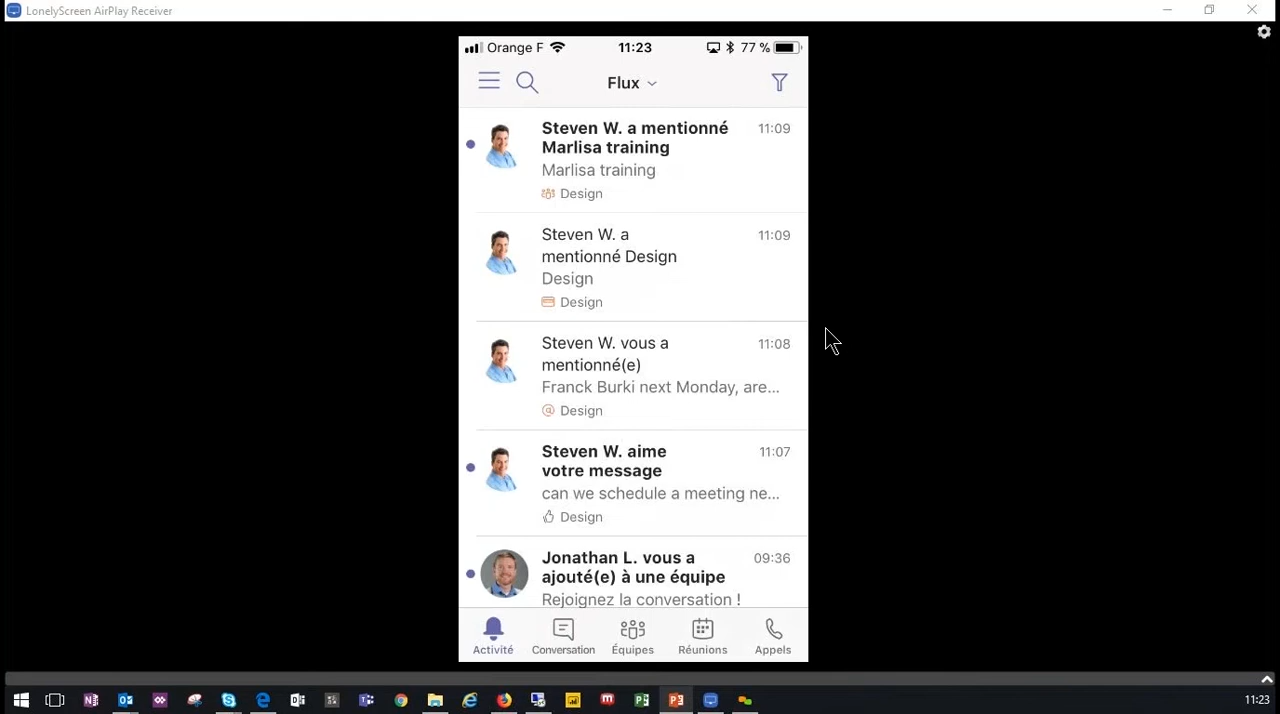 LonelyScreen AirPlay Receiver
Orange F 11:23 77 %
Flux
Steven W. a mentionné 11:09
Marlisa training
Marlisa training
Design
Steven W. a 11:09
mentionné Design
Design
Design
Steven W. vous a 11:08
mentionné(e)
Franck Burki next Monday, are...
Design
Steven W. aime 11:07
votre message
can we schedule a meeting ne...
Design
Jonathan L. vous a 09:36
ajouté(e) à une équipe
Rejoignez la conversation !
Activité Conversation Équipes Réunions Appels
11:23